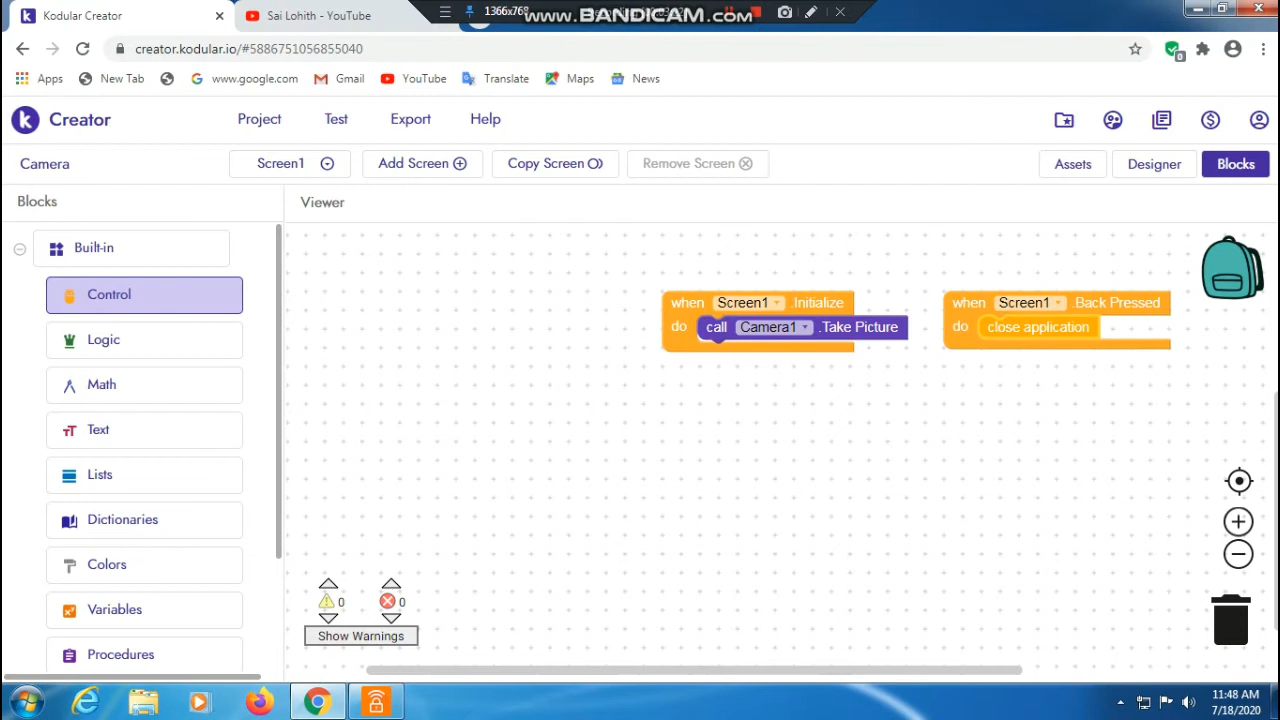 Kodular Creator
Sai Lohith - YouTube
1366x768
www.BANDICAM.com
creator.kodular.io/#5886751056855040
0
Apps
New Tab
www.google.com
Gmail
YouTube
Translate
Maps
News
k Creator
Project
Test
Export
Help
Camera
Screen1
Add Screen
Copy Screen
Remove Screen
Assets
Designer
Blocks
Blocks
Viewer
Built-in
Control
Logic
Math
Text
Lists
Dictionaries
Colors
Variables
Procedures
when Screen1 .Initialize
do call Camera1 .Take Picture
when Screen1 .Back Pressed
do close application
0
0
Show Warnings
11:48 AM
7/18/2020